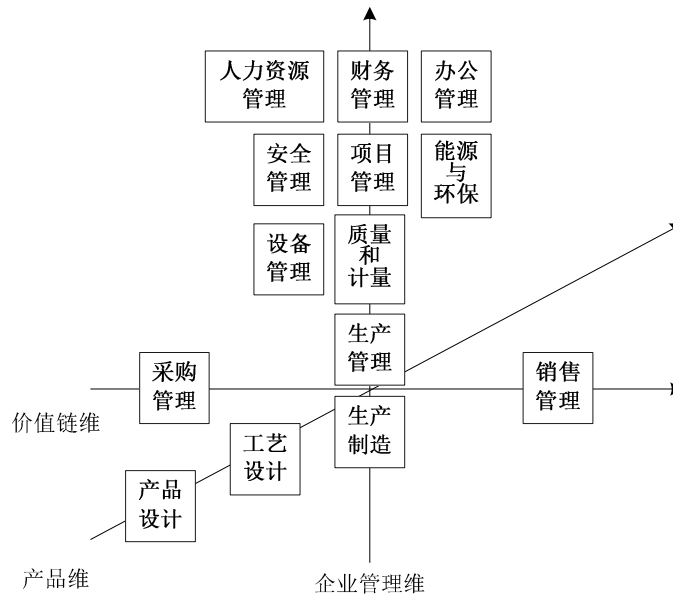 人力资源
管理
财务
管理
办公
管理
安全
管理
项目
管理
能源
与
环保
设备
管理
质量
和
计量
生产
管理
采购
管理
销售
管理
价值链维
生产
制造
工艺
设计
产品
设计
产品维
企业管理维